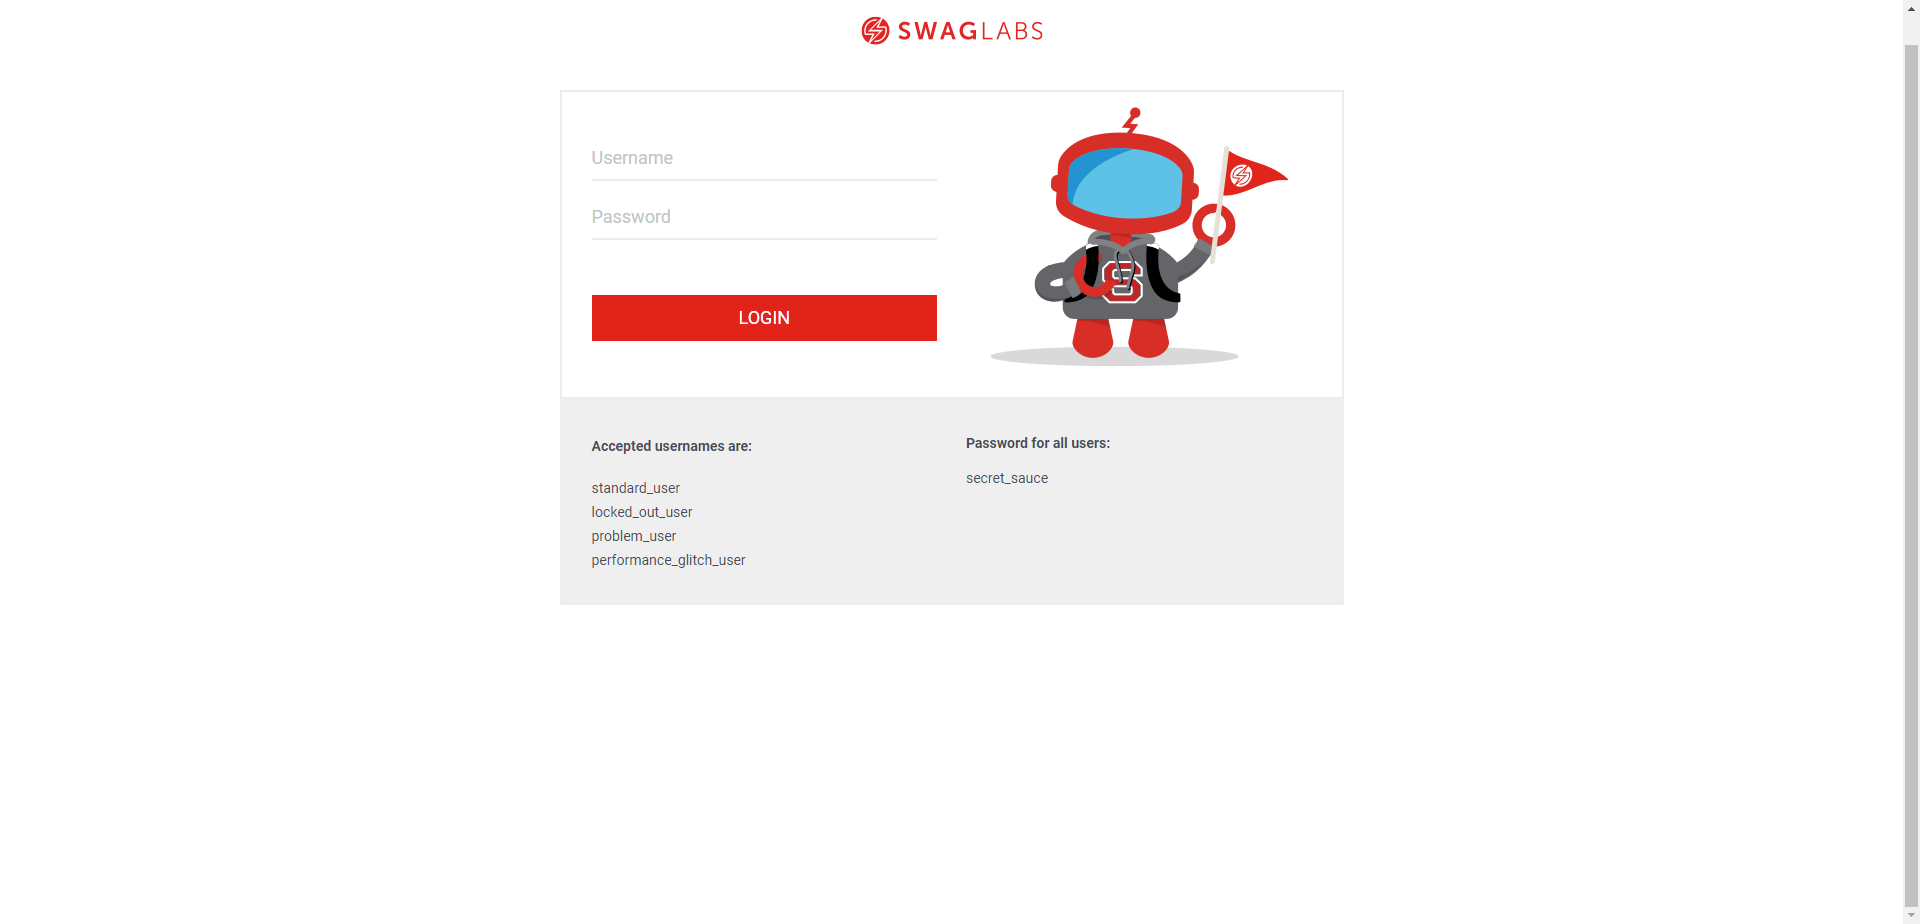 SWAGLABS
Username
Password
LOGIN
S
Accepted usernames are:
standard_user
locked_out_user
problem_user
performance_glitch_user
Password for all users:
secret_sauce